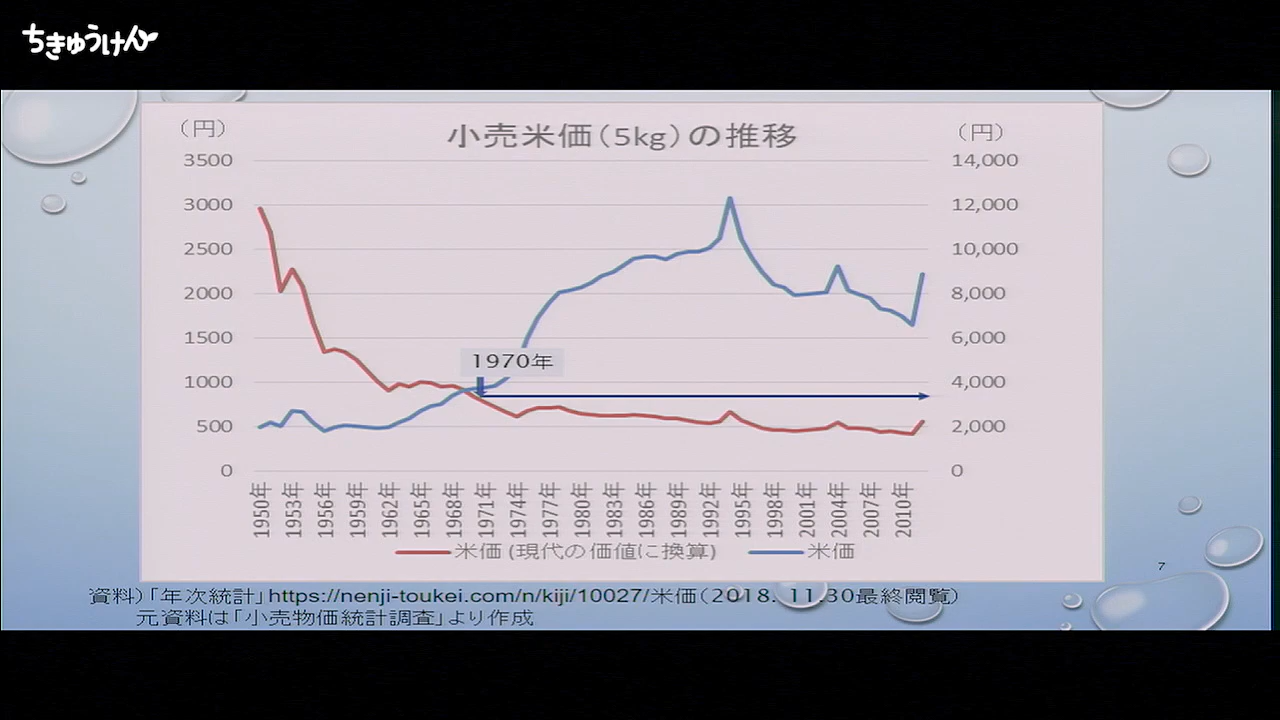 ちきゅうけん
小売米価(5kg)の推移
(円)
(円)
3500
3000
2500
2000
1500
1000
500
0
14,000
12,000
10,000
8,000
6,000
4,000
2,000
0
1970年
1950年
1953年
1956年
1959年
1962年
1965年
1968年
1971年
1974年
1977年
1980年
1983年
1986年
1989年
1992年
1995年
1998年
2001年
2004年
2007年
2010年
米価 (現代の価値に換算)
米価
7
資料)「年次統計」https://nenji-toukei.com/n/kiji/10027/米価(2018. 11.30最終閲覧)
元資料は「小売物価統計調査」より作成